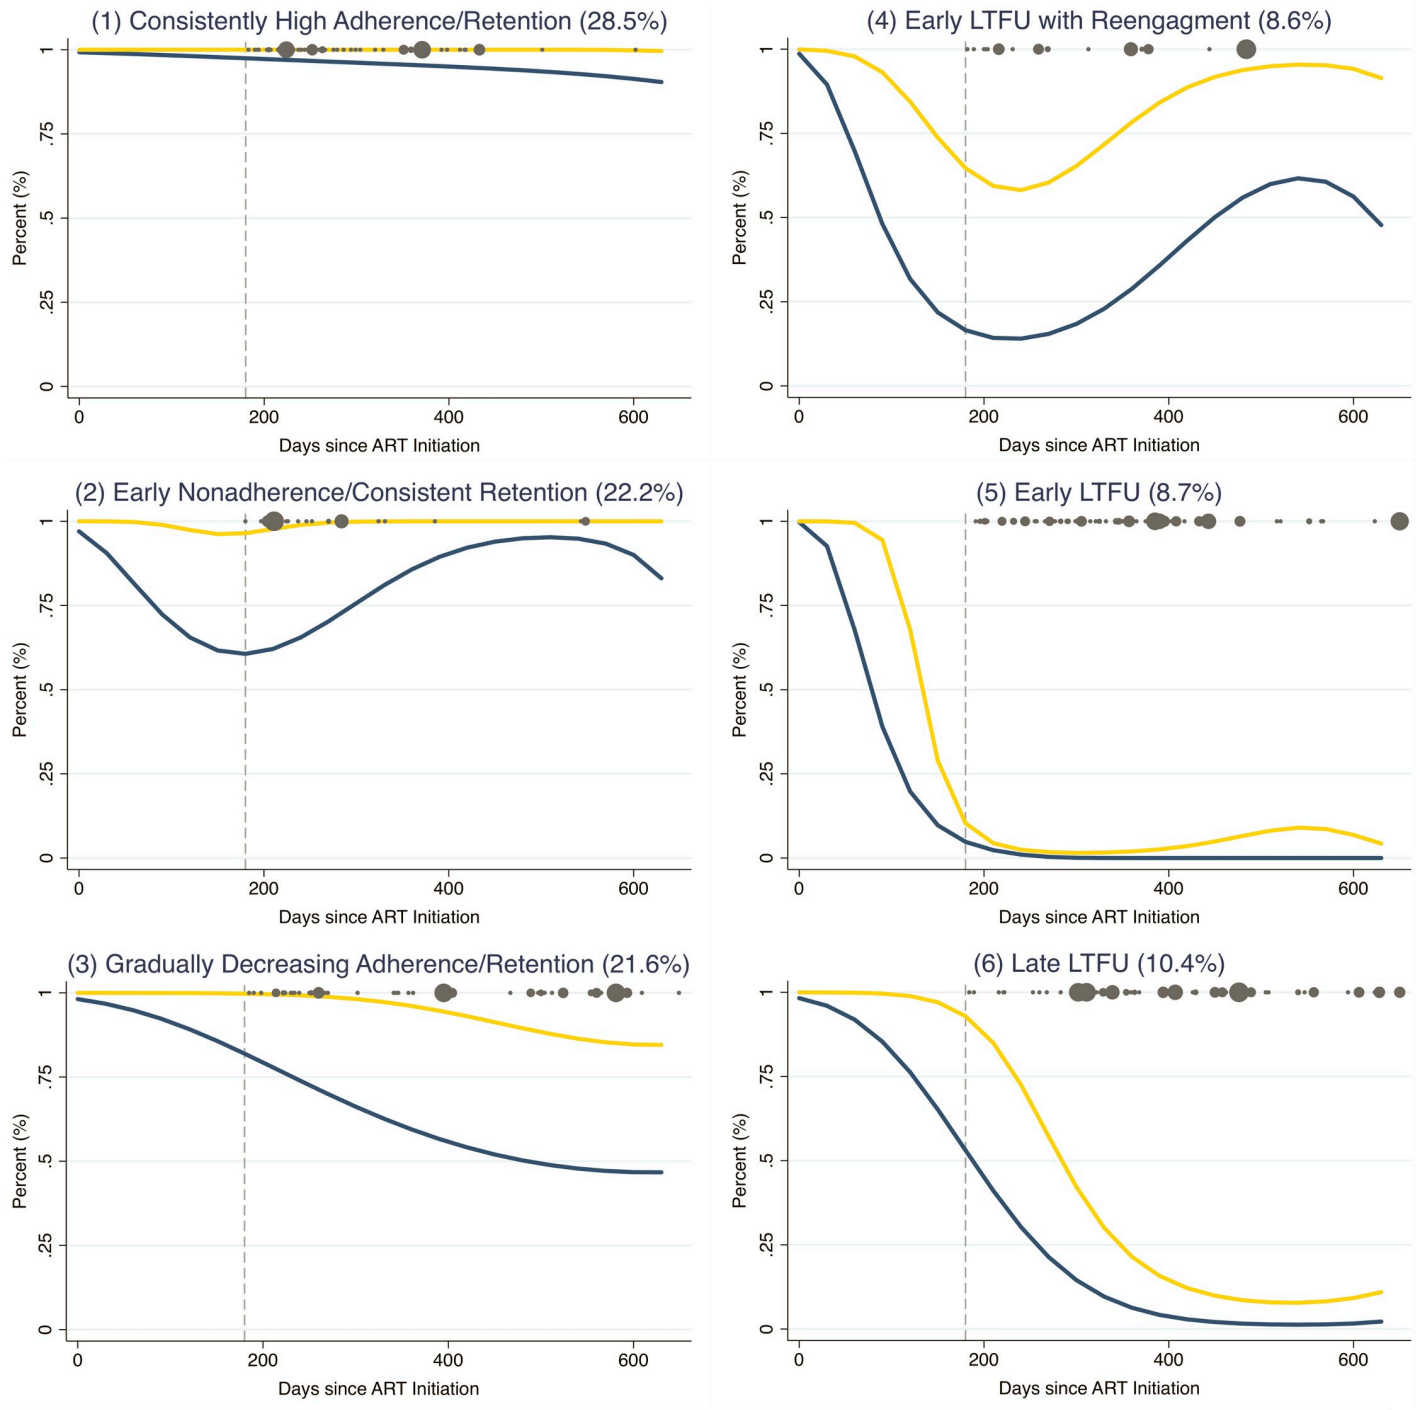 (1) Consistently High Adherence/Retention (28.5%)
1
.75
.5
.25
0
Percent (%)
0 200 400 600
Days since ART Initiation
(2) Early Nonadherence/Consistent Retention (22.2%)
1
.75
.5
.25
0
Percent (%)
0 200 400 600
Days since ART Initiation
(3) Gradually Decreasing Adherence/Retention (21.6%)
1
.75
.5
.25
0
Percent (%)
0 200 400 600
Days since ART Initiation
(4) Early LTFU with Reengagment (8.6%)
1
.75
.5
.25
0
Percent (%)
0 200 400 600
Days since ART Initiation
(5) Early LTFU (8.7%)
1
.75
.5
.25
0
Percent (%)
0 200 400 600
Days since ART Initiation
(6) Late LTFU (10.4%)
1
.75
.5
.25
0
Percent (%)
0 200 400 600
Days since ART Initiation